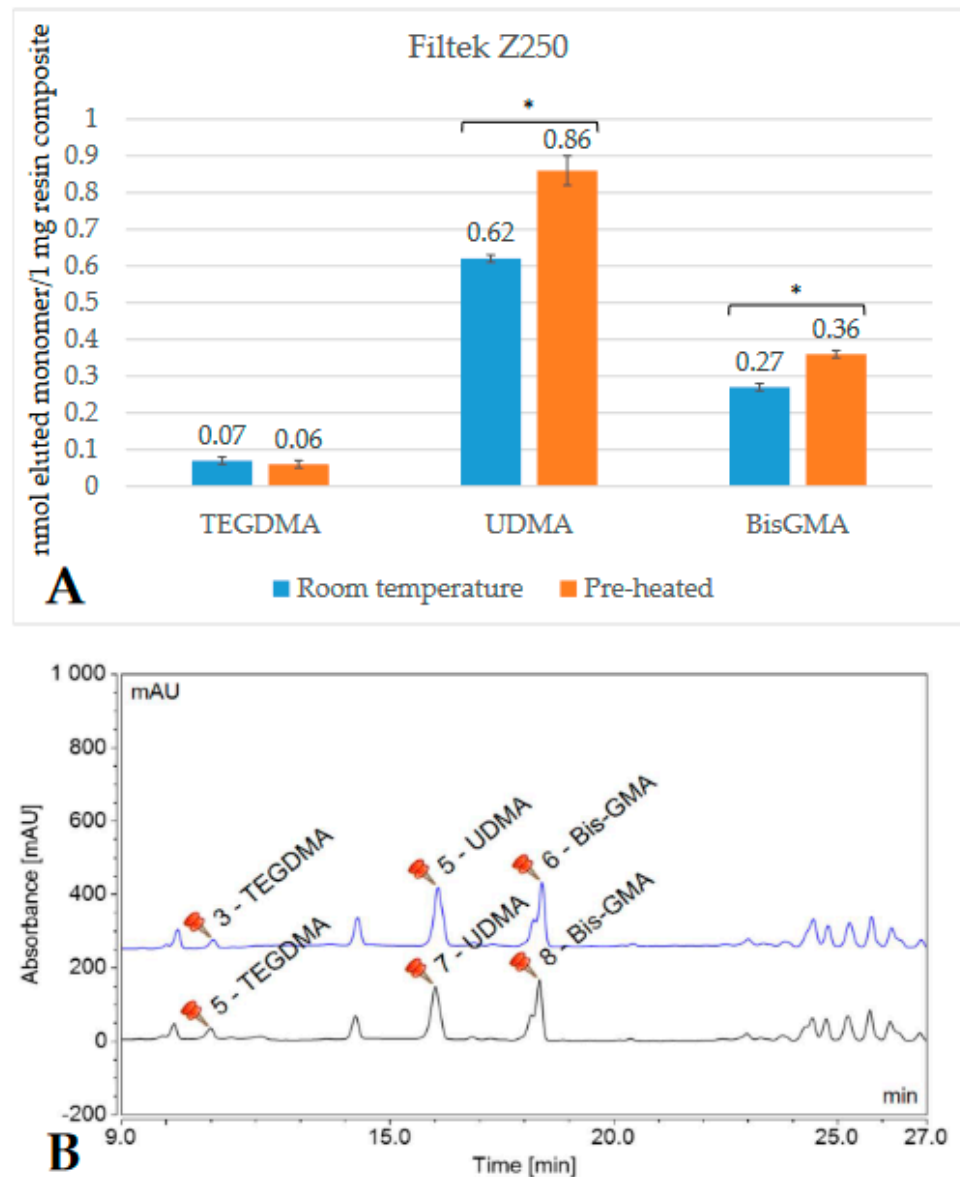 Filtek Z250
nmol eluted monomer/1 mg resin composite
1
0.9
0.8
0.7
0.6
0.5
0.4
0.3
0.2
0.1
0
*
*
0.07
0.06
0.62
0.86
0.27
0.36
TEGDMA
UDMA
BisGMA
Room temperature
Pre-heated
A
1 000
800
600
400
200
0
-200
mAU
Absorbance [mAU]
3 - TEGDMA
5 - UDMA
6 - Bis-GMA
5 - TEGDMA
7 - UDMA
8 - Bis-GMA
min
9.0
15.0
20.0
25.0
27.0
Time [min]
B